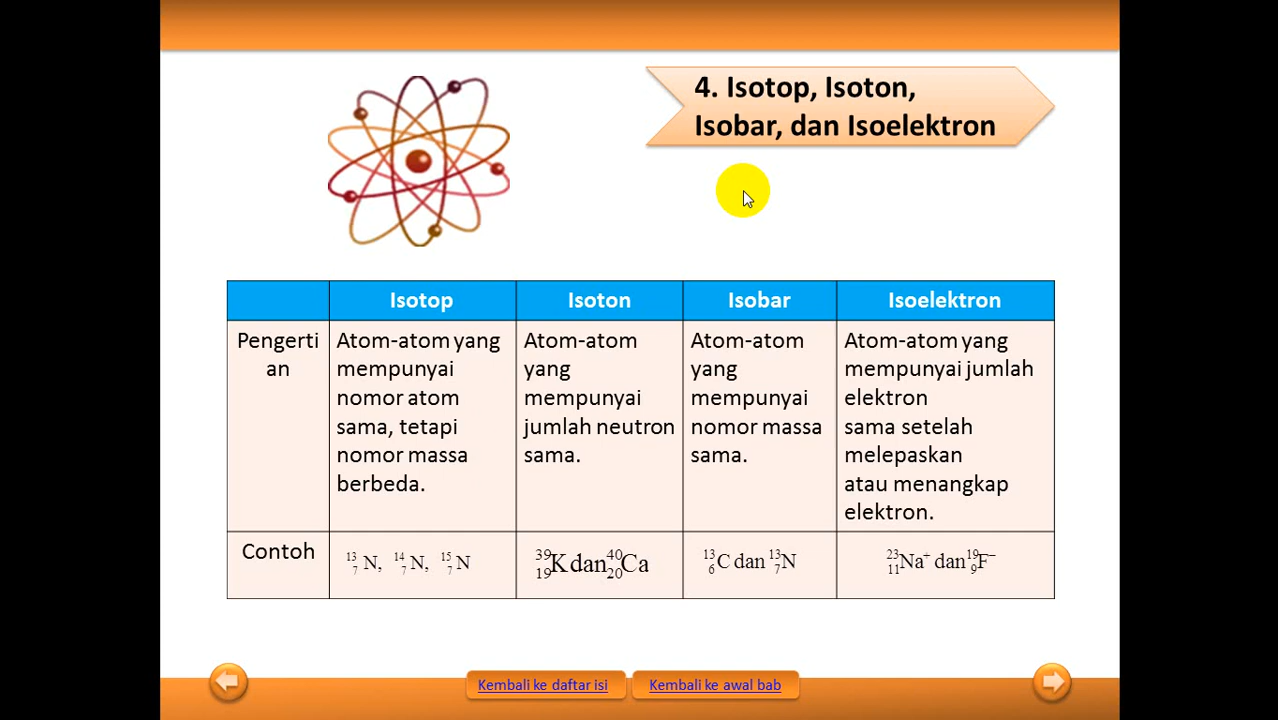 4. Isotop, Isoton,
Isobar, dan Isoelektron
Isotop
Isoton
Isobar
Isoelektron
Pengerti
an
Atom-atom yang
mempunyai
nomor atom
sama, tetapi
nomor massa
berbeda.
Atom-atom
yang
mempunyai
jumlah neutron
sama.
Atom-atom
yang
mempunyai
nomor massa
sama.
Atom-atom yang
mempunyai jumlah
elektron
sama setelah
melepaskan
atau menangkap
elektron.
Contoh
¹³₇N, ¹⁴₇N, ¹⁵₇N
³⁹₁₉K dan ⁴⁰₂₀Ca
¹³₆C dan ¹³₇N
²³₁₁Na⁺ dan ¹⁹₉F⁻
Kembali ke daftar isi
Kembali ke awal bab